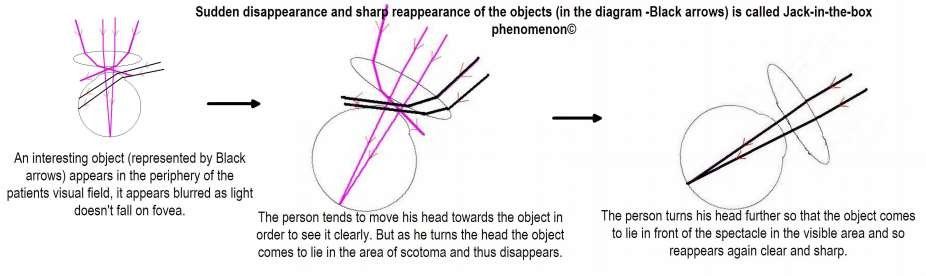 Sudden disappearance and sharp reappearance of the objects (in the diagram -Black arrows) is called Jack-in-the-box
phenomenon©
An interesting object (represented by Black
arrows) appears in the periphery of the
patients visual field, it appears blurred as light
doesn't fall on fovea.
The person tends to move his head towards the object in
order to see it clearly. But as he turns the head the object
comes to lie in the area of scotoma and thus disappears.
The person turns his head further so that the object comes
to lie in front of the spectacle in the visible area and so
reappears again clear and sharp.